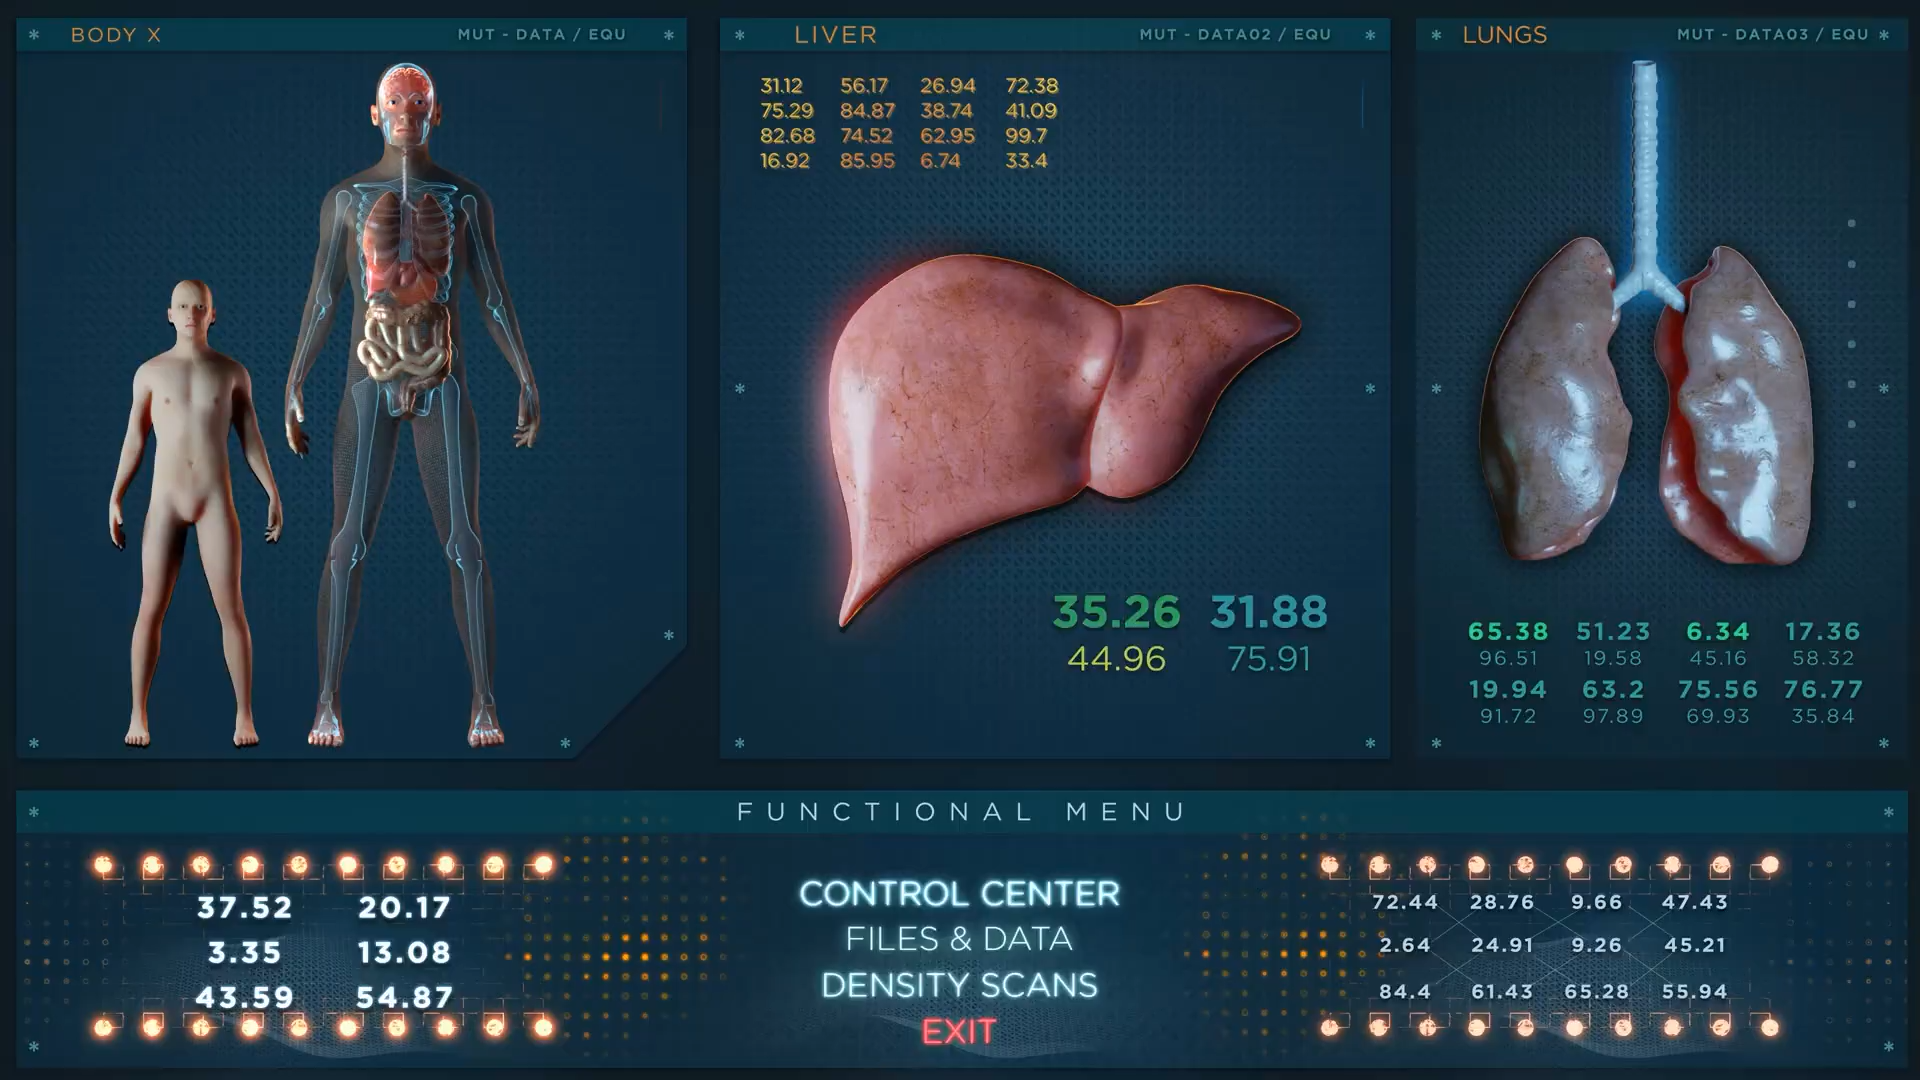 * BODY X MUT - DATA / EQU *
* LIVER MUT - DATA02 / EQU *
* LUNGS MUT - DATA03 / EQU *
31.12 56.17 26.94 72.38
75.29 84.87 38.74 41.09
82.68 74.52 62.95 99.7
16.92 85.95 6.74 33.4
35.26 31.88
44.96 75.91
65.38 51.23 6.34 17.36
96.51 19.58 45.16 58.32
19.94 63.2 75.56 76.77
91.72 97.89 69.93 35.84
FUNCTIONAL MENU
37.52 20.17
3.35 13.08
43.59 54.87
CONTROL CENTER
FILES & DATA
DENSITY SCANS
EXIT
72.44 28.76 9.66 47.43
2.64 24.91 9.26 45.21
84.4 61.43 65.28 55.94